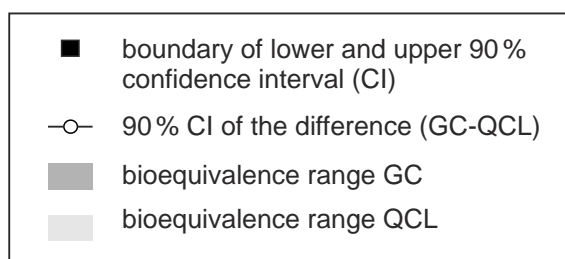 boundary of lower and upper 90 %
confidence interval (CI)
90 % CI of the difference (GC-QCL)
bioequivalence range GC
bioequivalence range QCL